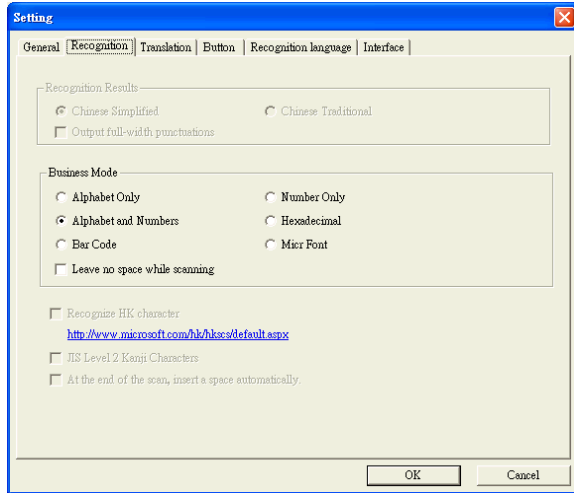 Setting
General Recognition Translation Button Recognition language Interface
Recognition Results
Chinese Simplified Chinese Traditional
Output full-width punctuations
Business Mode
Alphabet Only Number Only
Alphabet and Numbers Hexadecimal
Bar Code Micr Font
Leave no space while scanning
Recognize HK character
http://www.microsoft.com/hk/hkscs/default.aspx
JIS Level 2 Kanji Characters
At the end of the scan, insert a space automatically.
OK Cancel